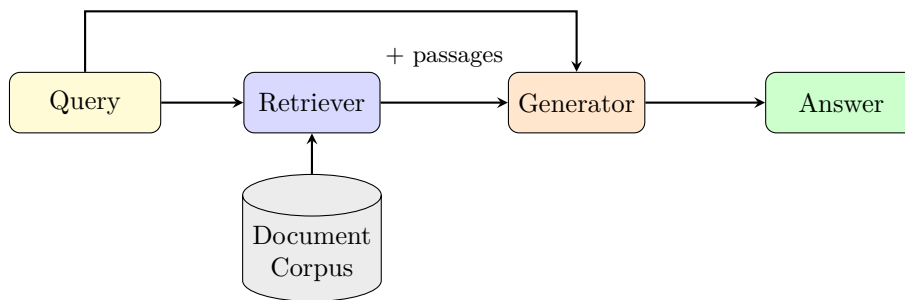 + passages
Query
Retriever
Generator
Answer
Document
Corpus